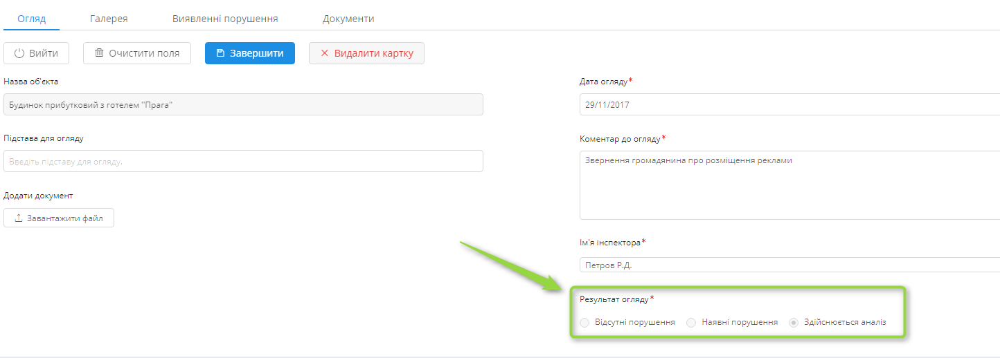 Огляд
Галерея
Виявленні порушення
Документи
Вийти
Очистити поля
Завершити
Видалити картку
Назва об'єкта
Будинок прибутковий з готелем "Прага"
Підстава для огляду
Введіть підставу для огляду.
Додати документ
Завантажити файл
Дата огляду*
29/11/2017
Коментар до огляду*
Звернення громадянина про розміщення реклами
Ім'я інспектора*
Петров Р.Д.
Результат огляду*
Відсутні порушення
Наявні порушення
Здійснюється аналіз